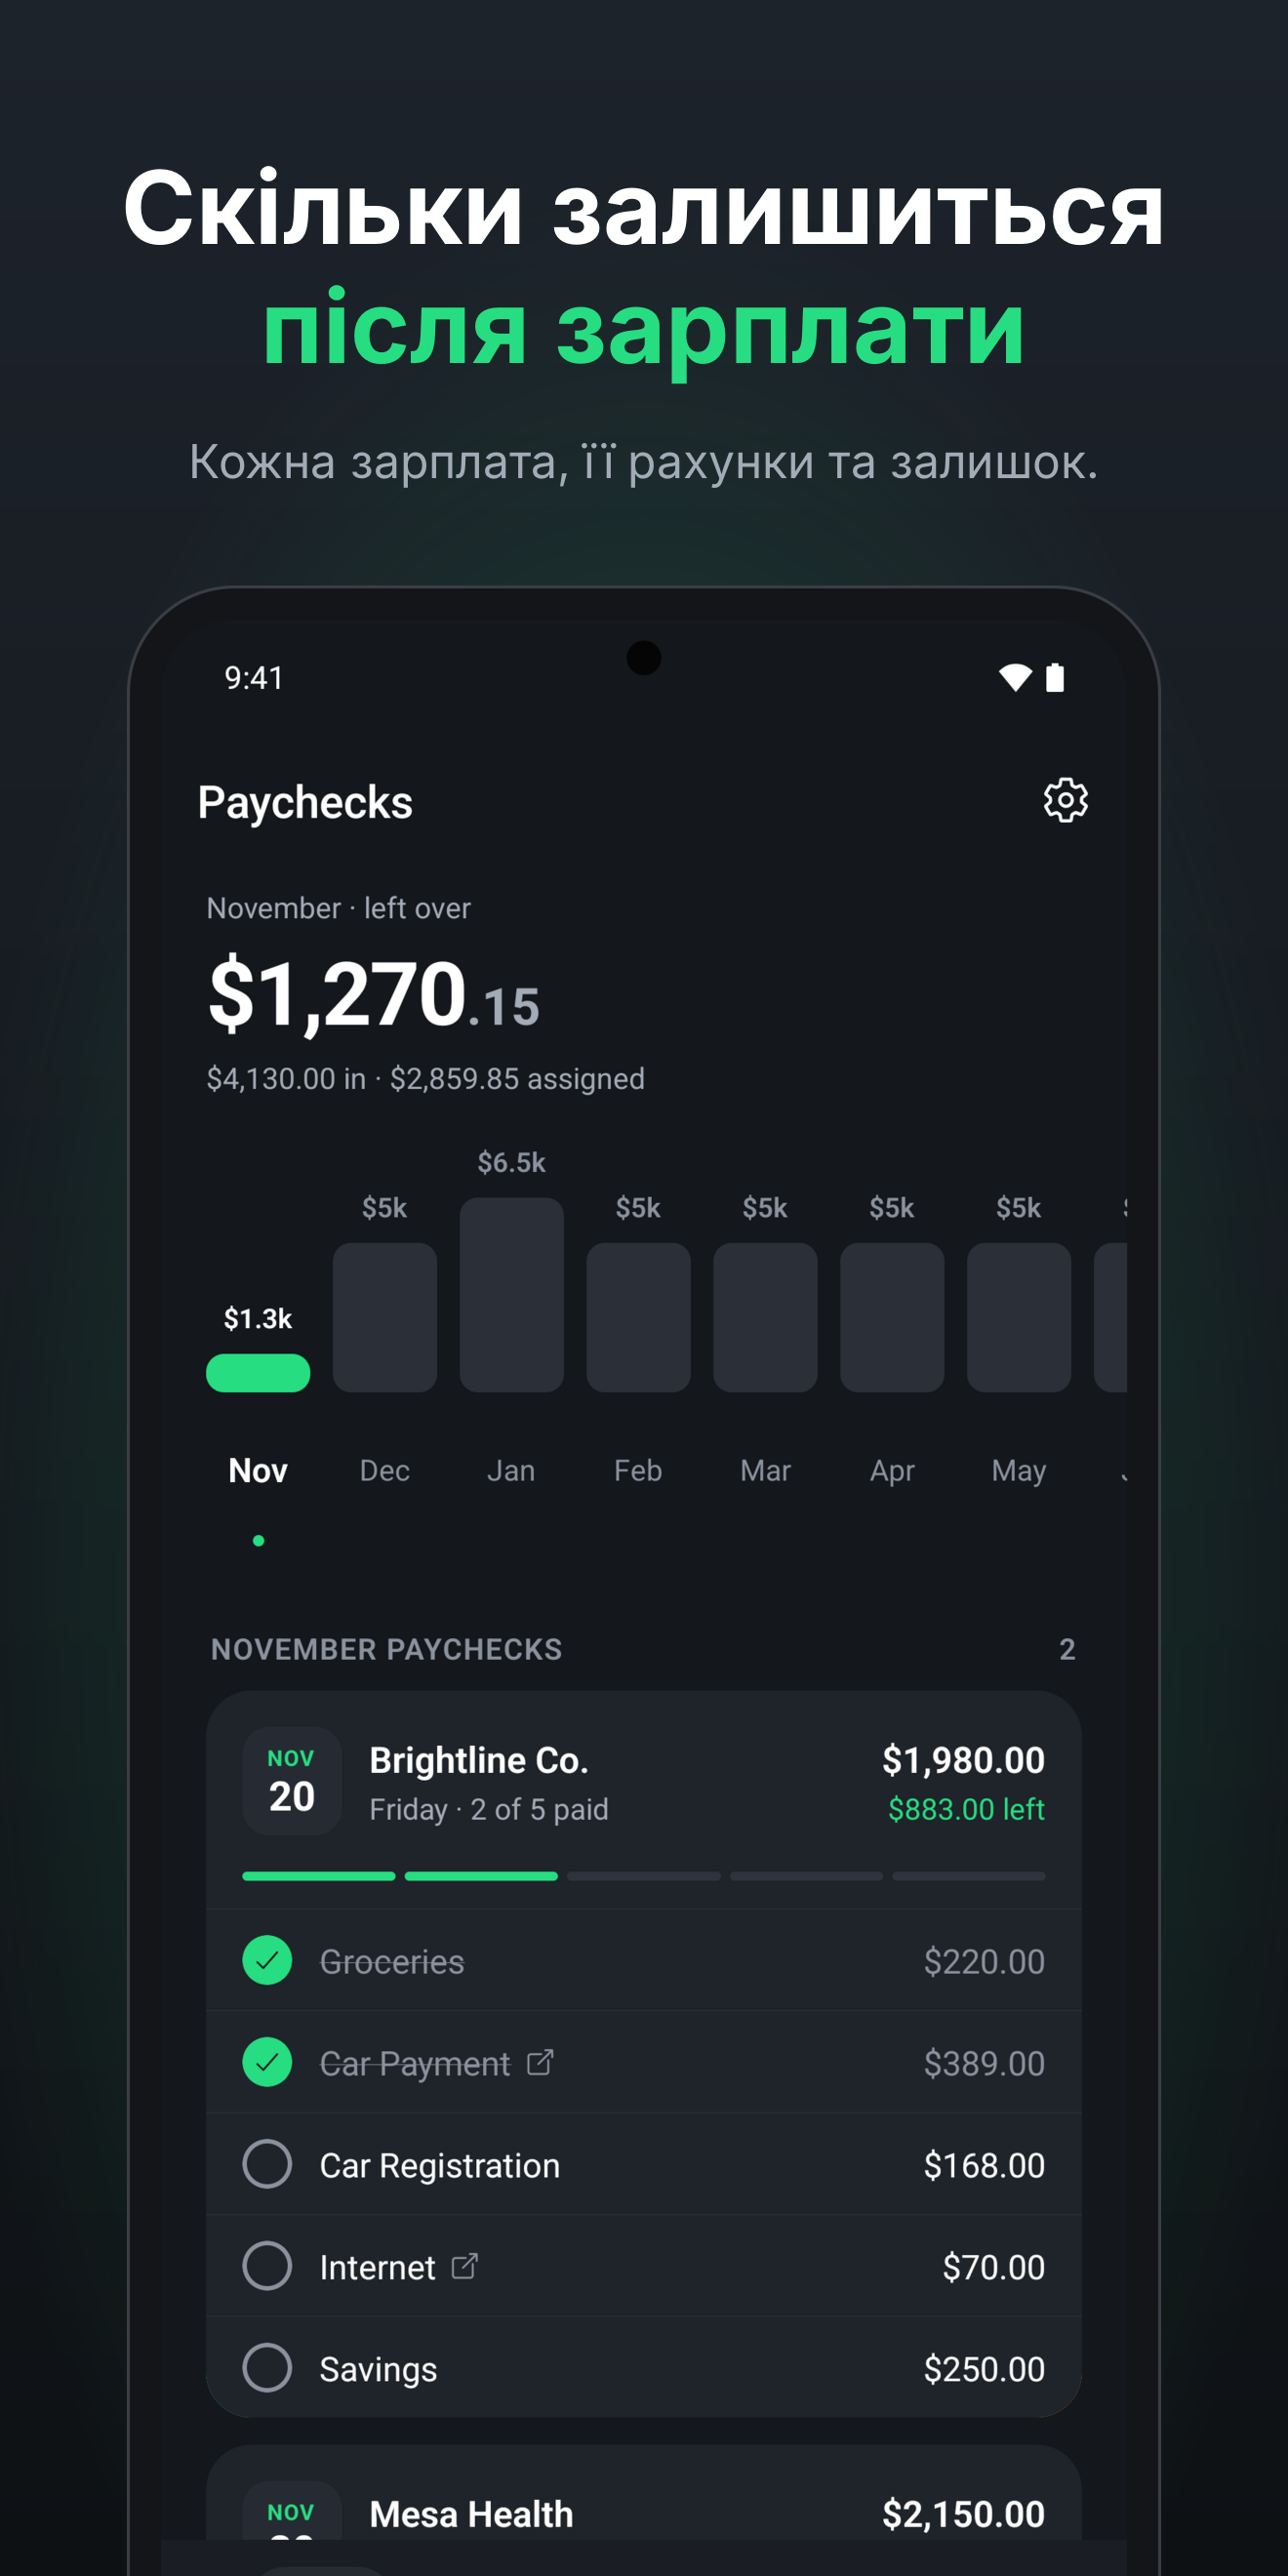 Скільки залишиться
після зарплати
Кожна зарплата, її рахунки та залишок.
9:41
Paychecks
November · left over
$1,270.15
$4,130.00 in · $2,859.85 assigned
$1.3k $5k $6.5k $5k $5k $5k $5k
Nov Dec Jan Feb Mar Apr May
NOVEMBER PAYCHECKS 2
NOV 20 Brightline Co. $1,980.00
Friday · 2 of 5 paid $883.00 left
Groceries $220.00
Car Payment $389.00
Car Registration $168.00
Internet $70.00
Savings $250.00
NOV Mesa Health $2,150.00